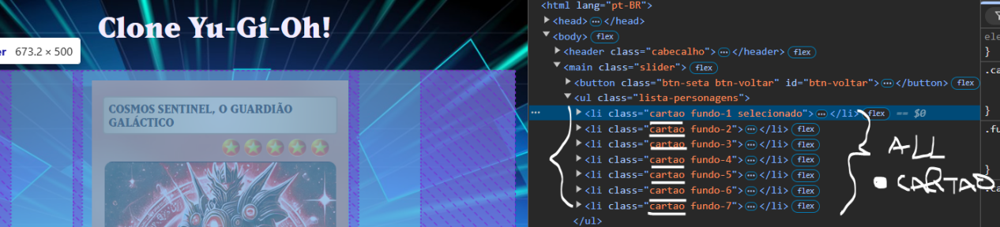 Clone Yu-Gi-Oh!
er 673.2 × 500
COSMOS SENTINEL, O GUARDIÃO
GALÁCTICO
<html lang="pt-BR">
<head> ⋯ </head>
<body> flex
<header class="cabecalho"> ⋯ </header> flex
<main class="slider"> flex
<button class="btn-seta btn-voltar" id="btn-voltar"> ⋯ </button> flex
<ul class="lista-personagens">
⋯ <li class="cartao fundo-1 selecionado"> ⋯ </li> flex == $0
<li class="cartao fundo-2"> ⋯ </li> flex
<li class="cartao fundo-3"> ⋯ </li> flex
<li class="cartao fundo-4"> ⋯ </li> flex
<li class="cartao fundo-5"> ⋯ </li> flex
<li class="cartao fundo-6"> ⋯ </li> flex
<li class="cartao fundo-7"> ⋯ </li> flex
</ul>
ALL
• CARTAO
ele
}
.ca
}
.fu
}
.ca